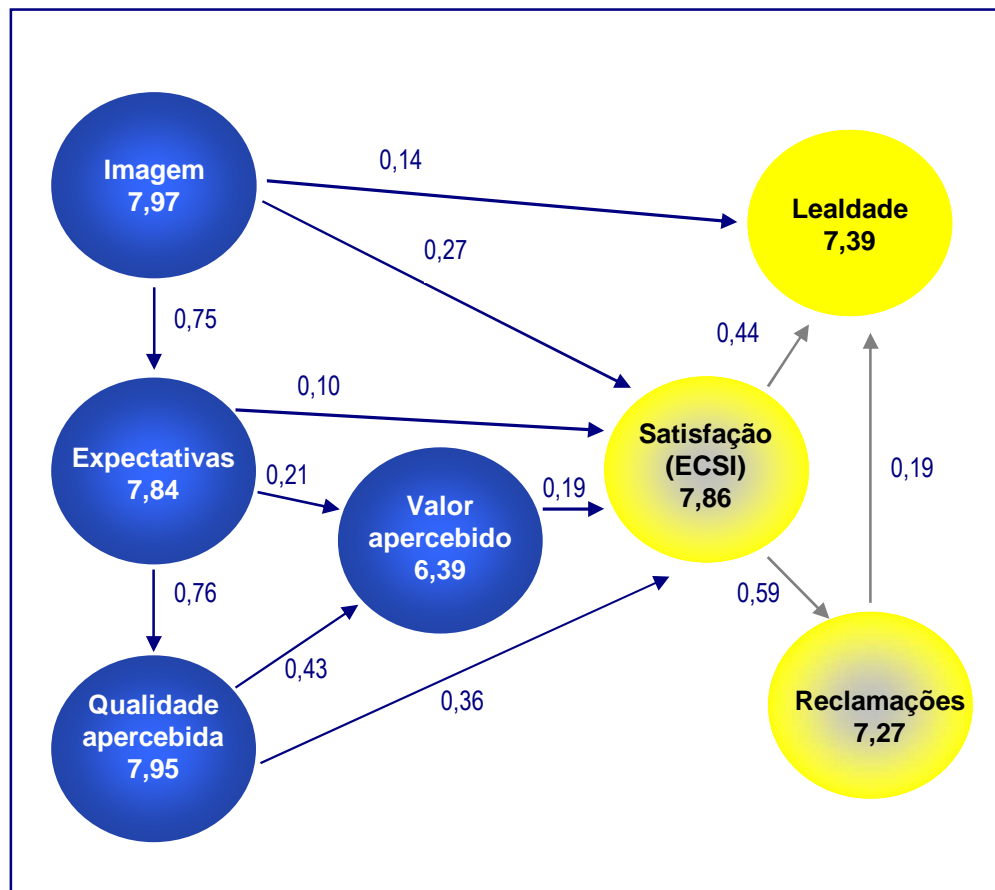 Imagem
7,97
0,14
Lealdade
7,39
0,27
0,75
0,44
0,10
Expectativas
7,84
Satisfação
(ECSI)
7,86
0,21
0,19
0,19
Valor
apercebido
6,39
0,76
0,59
0,43
0,36
Qualidade
apercebida
7,95
Reclamações
7,27